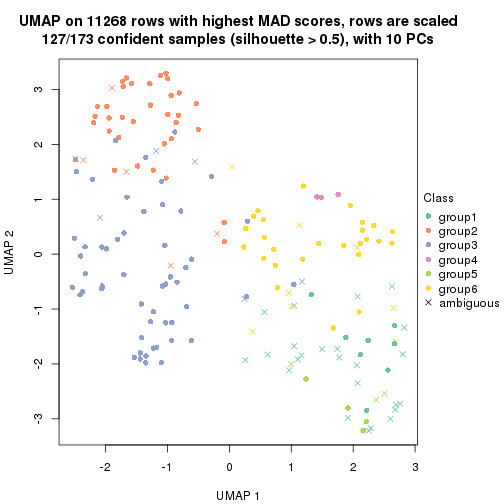 UMAP on 11268 rows with highest MAD scores, rows are scaled
127/173 confident samples (silhouette > 0.5), with 10 PCs
3
2
1
0
-1
-2
-3
UMAP 2
-2
-1
0
1
2
3
UMAP 1
Class
group1
group2
group3
group4
group5
group6
ambiguous